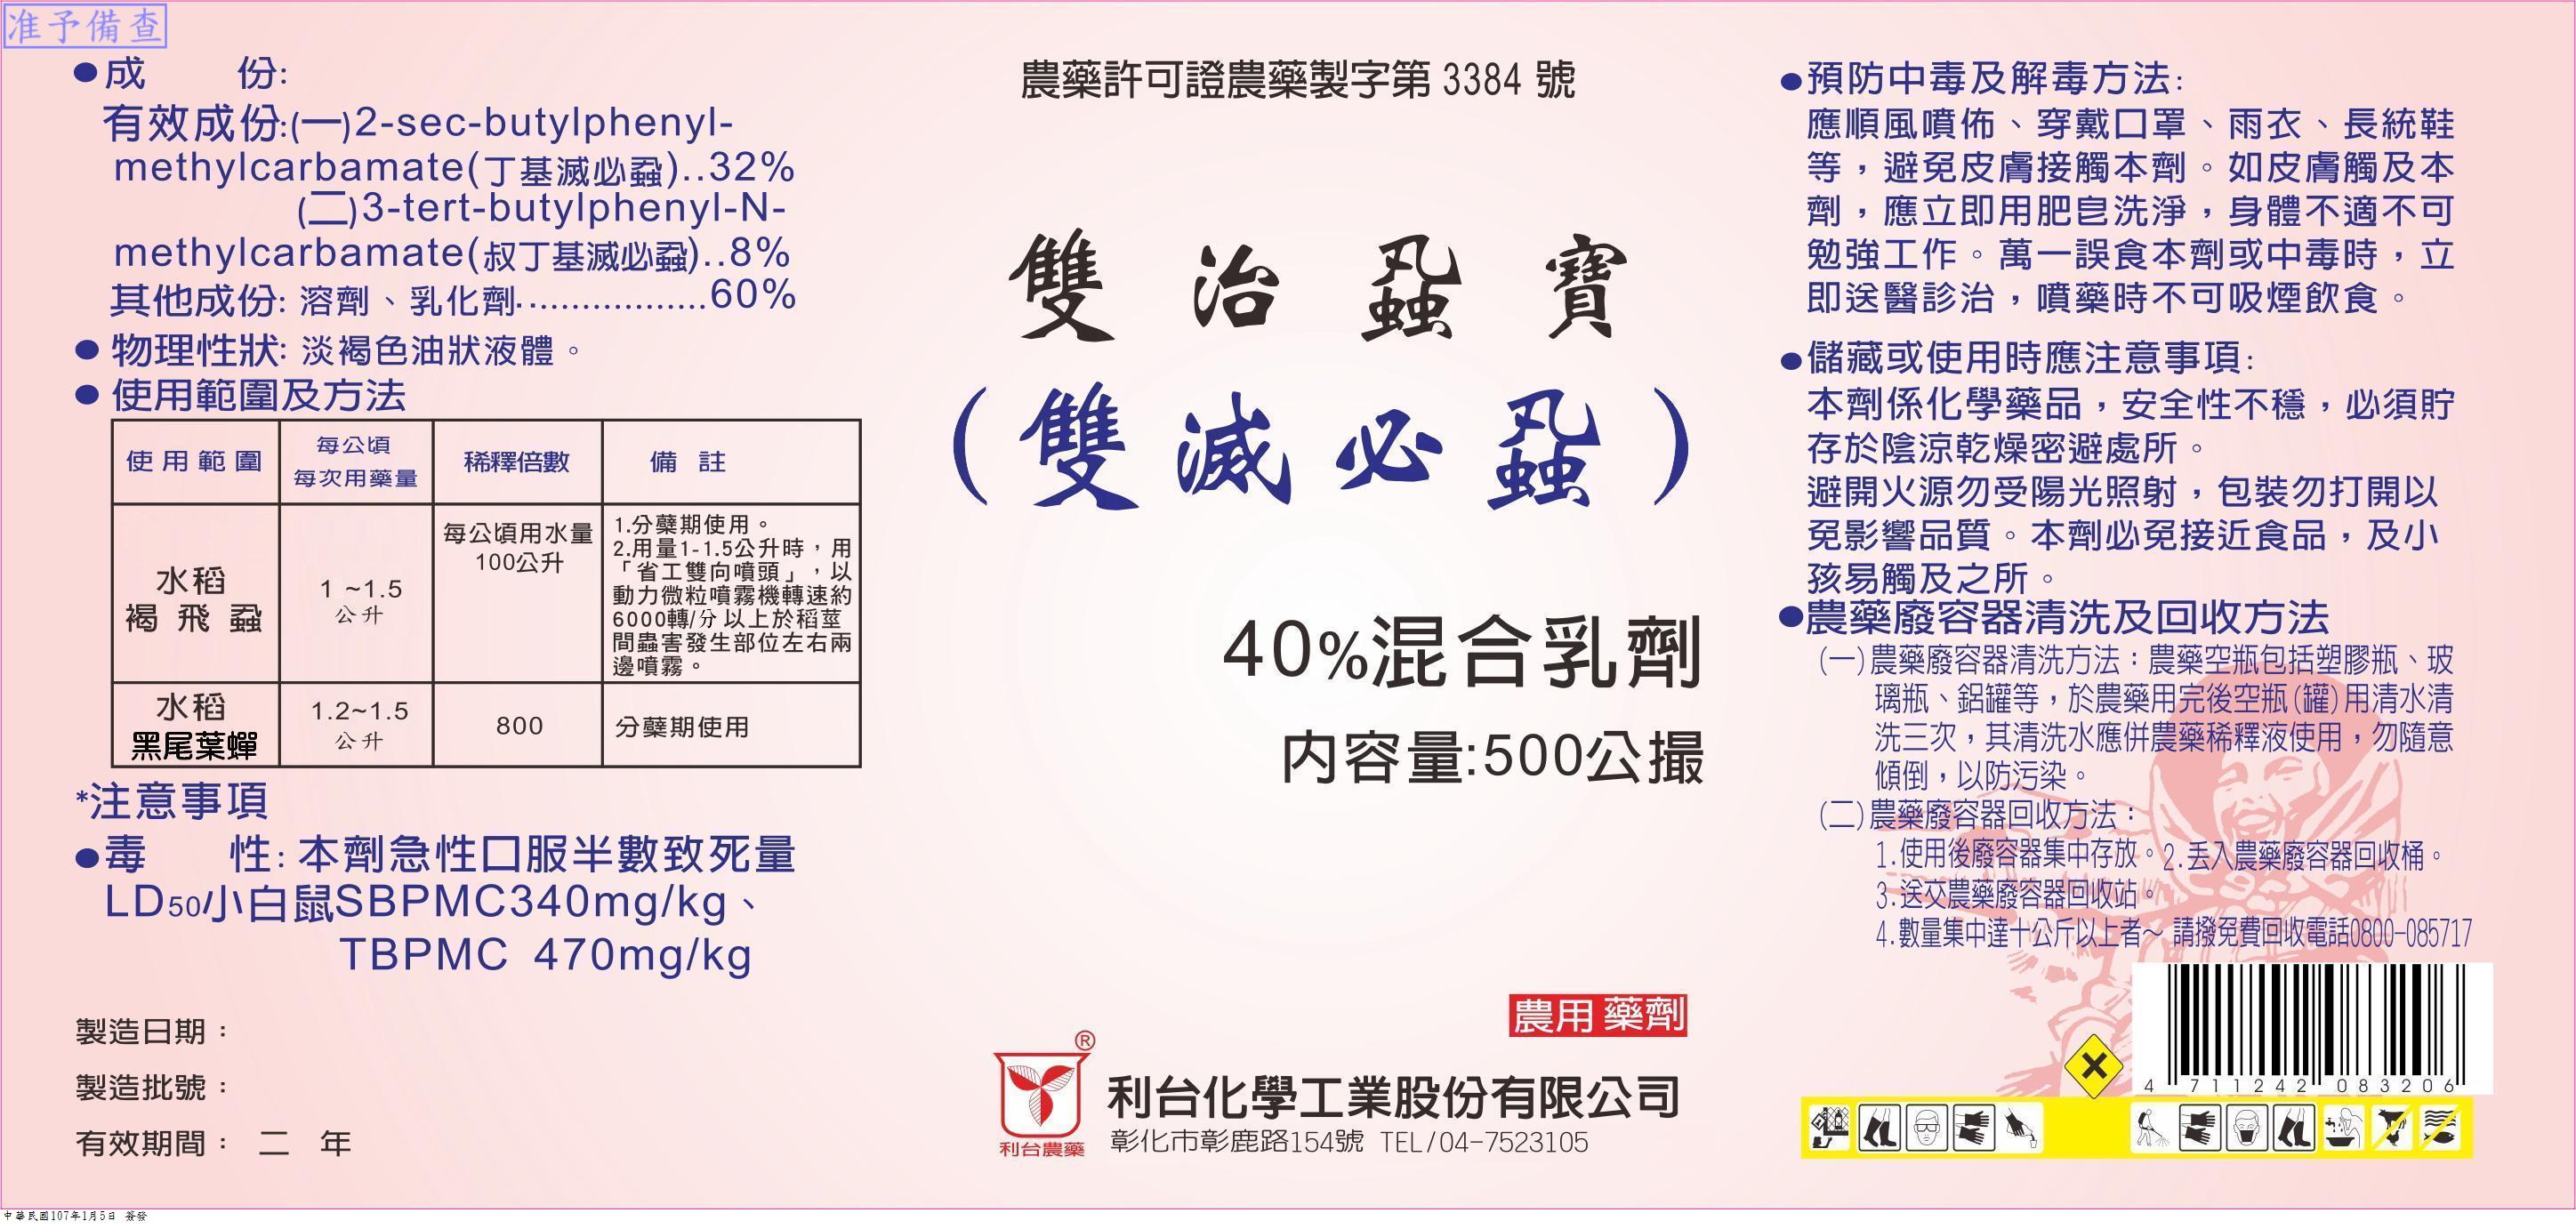 准予備查
●成 份:
有效成份:(一)2-sec-butylphenyl-
methylcarbamate(丁基滅必蝨)..32%
(二)3-tert-butylphenyl-N-
methylcarbamate(叔丁基滅必蝨)..8%
其他成份: 溶劑、乳化劑..................60%
● 物理性狀: 淡褐色油狀液體。
● 使用範圍及方法
使用範圍
每公頃
每次用藥量
稀釋倍數
備 註
水稻
褐飛蝨
1 ~1.5
公升
每公頃用水量
100公升
1.分蘗期使用。
2.用量1-1.5公升時，用
「省工雙向噴頭」，以
動力微粒噴霧機轉速約
6000轉/分 以上於稻莖
間蟲害發生部位左右兩
邊噴霧。
水稻
黑尾葉蟬
1.2~1.5
公升
800
分蘗期使用
*注意事項
●毒 性: 本劑急性口服半數致死量
LD50小白鼠SBPMC340mg/kg、
TBPMC 470mg/kg
製造日期：
製造批號：
有效期間： 二 年
農藥許可證農藥製字第 3384 號
雙治蝨寶
(雙滅必蝨)
40%混合乳劑
內容量:500公撮
農用藥劑
®
利台農藥
利台化學工業股份有限公司
彰化市彰鹿路154號 TEL/04-7523105
●預防中毒及解毒方法:
應順風噴佈、穿戴口罩、雨衣、長統鞋
等，避免皮膚接觸本劑。如皮膚觸及本
劑，應立即用肥皂洗淨，身體不適不可
勉強工作。萬一誤食本劑或中毒時，立
即送醫診治，噴藥時不可吸煙飲食。
●儲藏或使用時應注意事項:
本劑係化學藥品，安全性不穩，必須貯
存於陰涼乾燥密避處所。
避開火源勿受陽光照射，包裝勿打開以
免影響品質。本劑必免接近食品，及小
孩易觸及之所。
●農藥廢容器清洗及回收方法
(一)農藥廢容器清洗方法：農藥空瓶包括塑膠瓶、玻
璃瓶、鋁罐等，於農藥用完後空瓶(罐)用清水清
洗三次，其清洗水應併農藥稀釋液使用，勿隨意
傾倒，以防污染。
(二)農藥廢容器回收方法：
1.使用後廢容器集中存放。2.丟入農藥廢容器回收桶。
3.送交農藥廢容器回收站。
4.數量集中達十公斤以上者～ 請撥免費回收電話0800-085717
4 711242 083206
中華民國107年1月5日 簽發